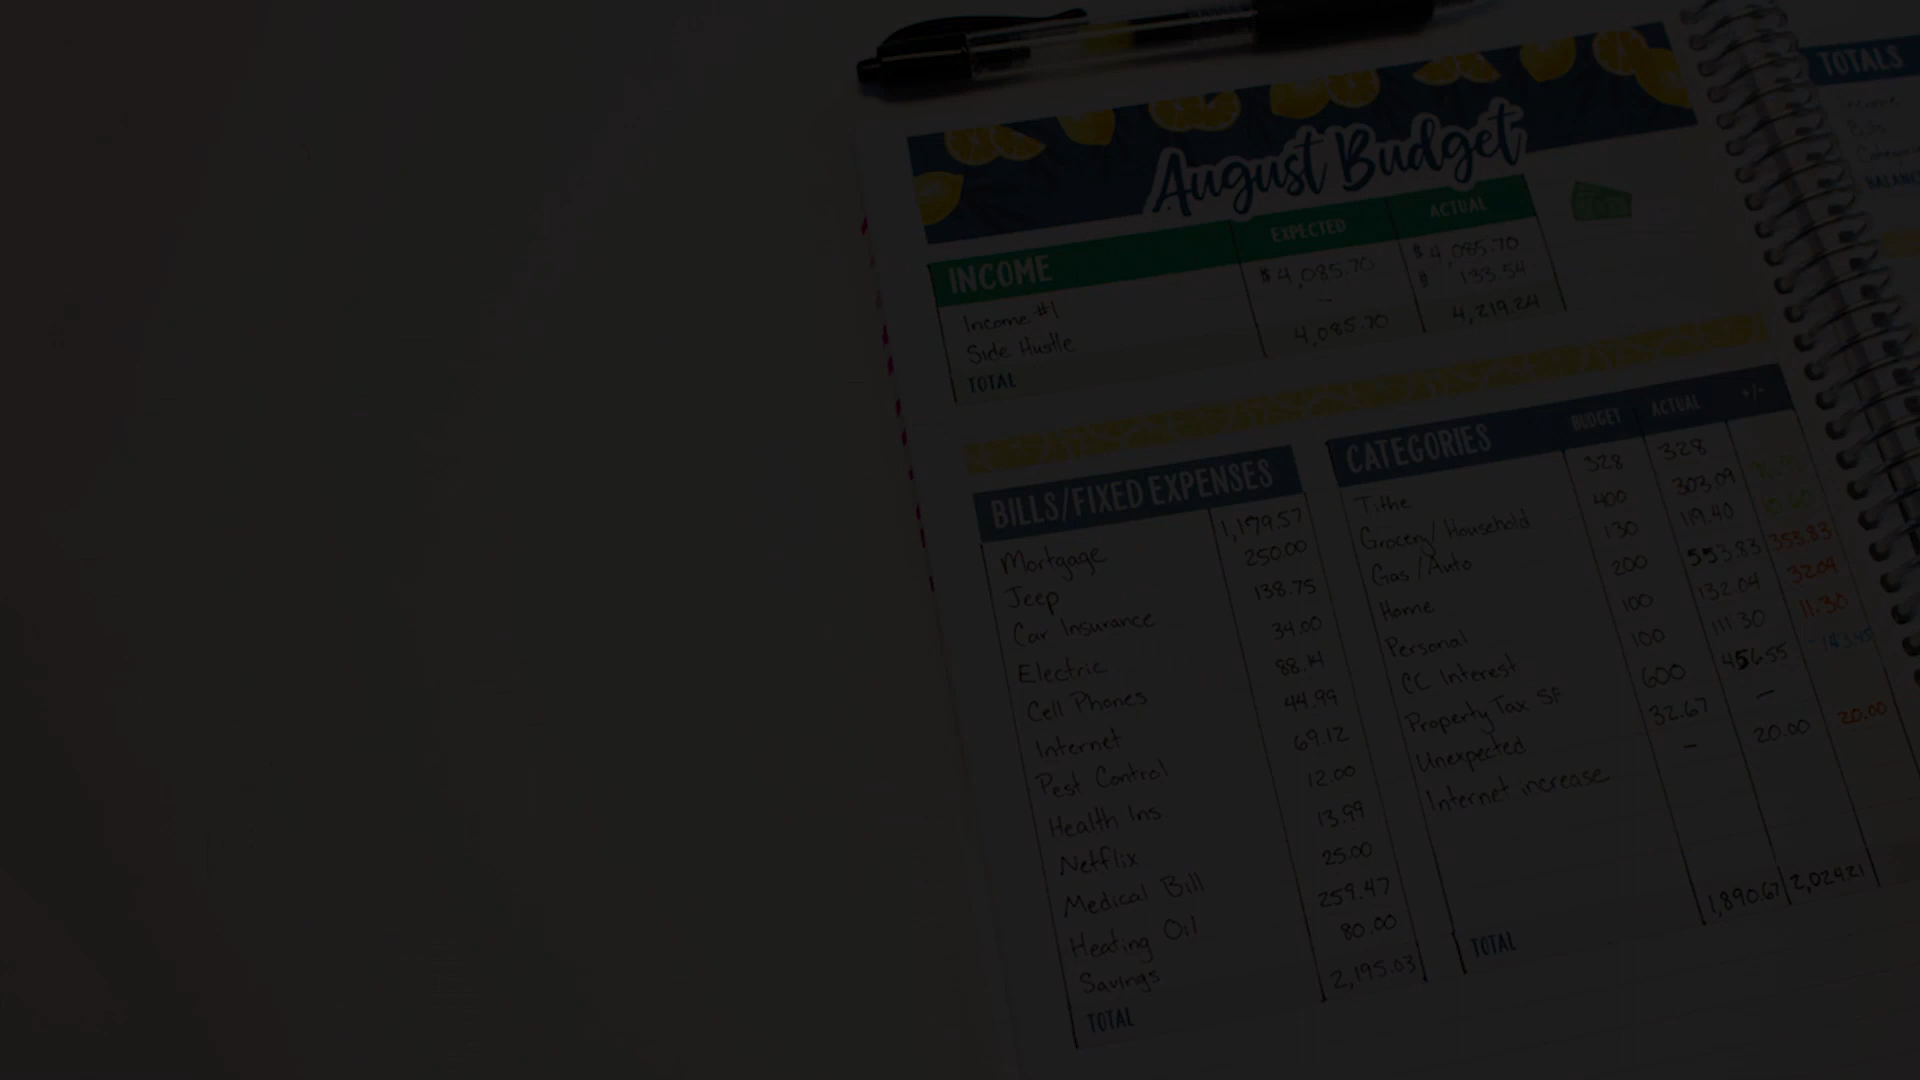 August Budget
INCOME EXPECTED ACTUAL
Income #1 $4,085.70 $4,085.70
Side Hustle — $ 133.54
TOTAL 4,085.70 4,219.24
BILLS/FIXED EXPENSES
Mortgage 1,179.57
Jeep 250.00
Car Insurance 138.75
Electric 34.00
Cell Phones 88.14
Internet 44.99
Pest Control 69.12
Health Ins 12.00
Netflix 13.99
Medical Bill 25.00
Heating Oil 259.47
Savings 80.00
TOTAL 2,195.03
CATEGORIES BUDGET ACTUAL +/-
Tithe 328 328
Grocery/Household 400 303.09
Gas/Auto 130 119.40
Home 200 553.83 353.83
Personal 100 132.04 32.04
CC Interest 100 111.30 11.30
Property Tax SF 600 456.55
Unexpected 32.67 —
Internet increase — 20.00 20.00
TOTAL 1,890.67 2,024.21
TOTALS
Income
Bills